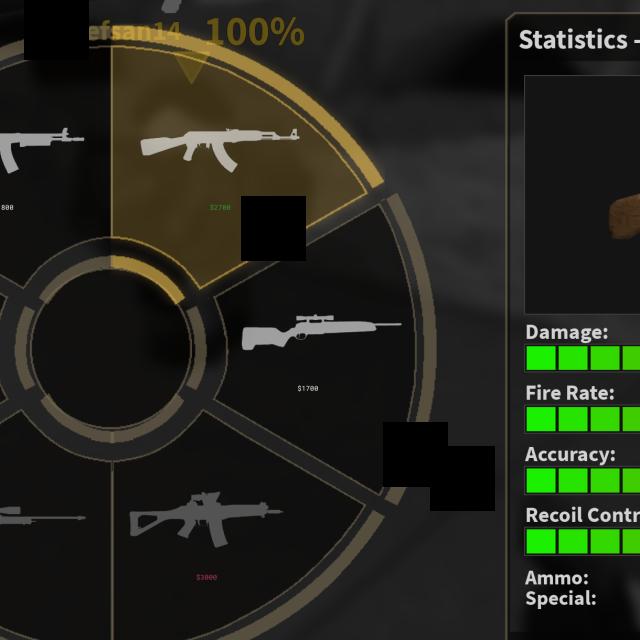 efsan14 100%
Statistics -
800
$2700
$1700
$3000
Damage:
Fire Rate:
Accuracy:
Recoil Contr
Ammo:
Special: